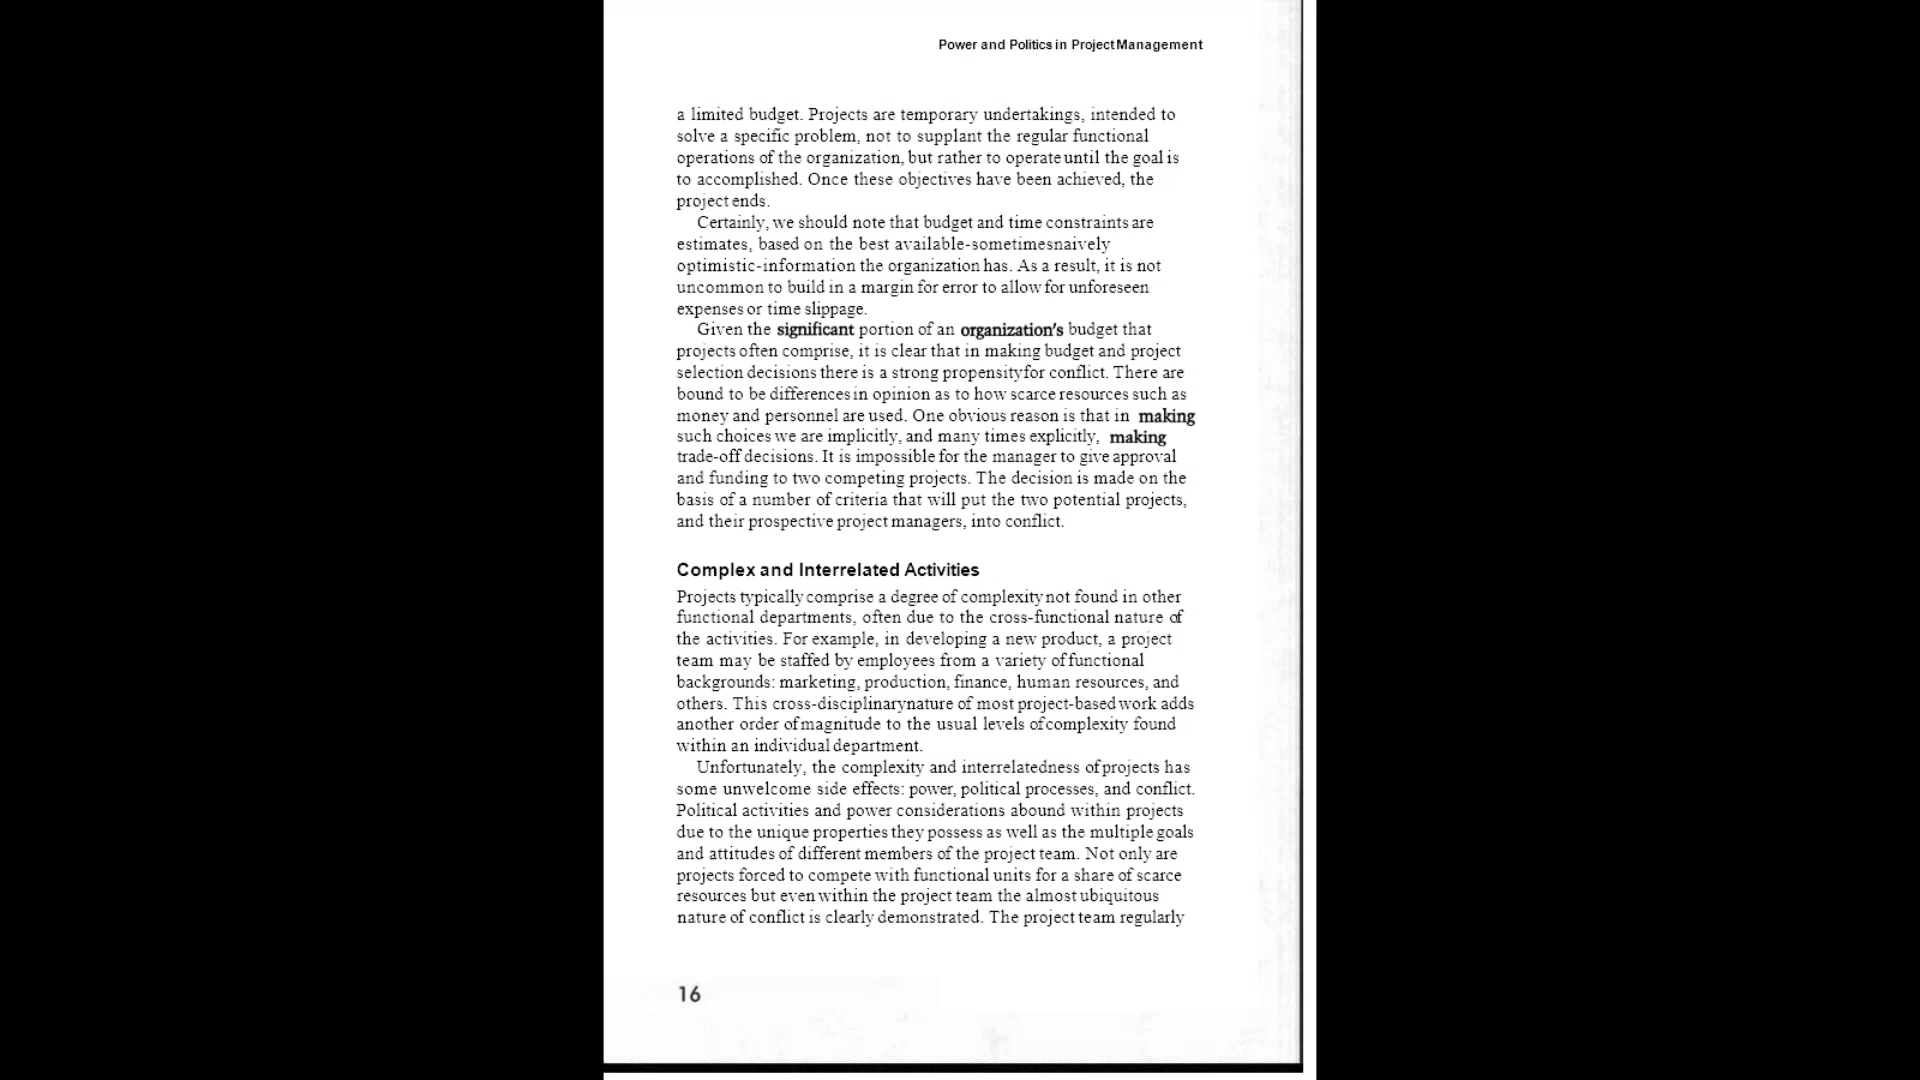 Power and Politics in Project Management
a limited budget. Projects are temporary undertakings, intended to
solve a specific problem, not to supplant the regular functional
operations of the organization, but rather to operate until the goal is
to accomplished. Once these objectives have been achieved, the
project ends.
Certainly, we should note that budget and time constraints are
estimates, based on the best available-sometimesnaively
optimistic-information the organization has. As a result, it is not
uncommon to build in a margin for error to allow for unforeseen
expenses or time slippage.
Given the significant portion of an organization's budget that
projects often comprise, it is clear that in making budget and project
selection decisions there is a strong propensity for conflict. There are
bound to be differences in opinion as to how scarce resources such as
money and personnel are used. One obvious reason is that in making
such choices we are implicitly, and many times explicitly, making
trade-off decisions. It is impossible for the manager to give approval
and funding to two competing projects. The decision is made on the
basis of a number of criteria that will put the two potential projects,
and their prospective project managers, into conflict.
Complex and Interrelated Activities
Projects typically comprise a degree of complexity not found in other
functional departments, often due to the cross-functional nature of
the activities. For example, in developing a new product, a project
team may be staffed by employees from a variety of functional
backgrounds: marketing, production, finance, human resources, and
others. This cross-disciplinary nature of most project-based work adds
another order of magnitude to the usual levels of complexity found
within an individual department.
Unfortunately, the complexity and interrelatedness of projects has
some unwelcome side effects: power, political processes, and conflict.
Political activities and power considerations abound within projects
due to the unique properties they possess as well as the multiple goals
and attitudes of different members of the project team. Not only are
projects forced to compete with functional units for a share of scarce
resources but even within the project team the almost ubiquitous
nature of conflict is clearly demonstrated. The project team regularly
16